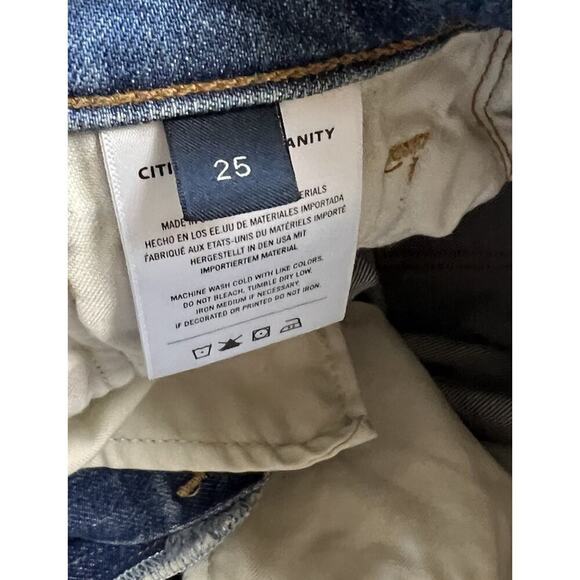 25
CITI ANITY
MADE IN ERIALS
HECHO EN LOS EE.UU DE MATERIALES IMPORTADA
FABRIQUÉ AUX ETATS-UNIS DU MATÉRIELS IMPORTÉ
HERGESTELLT IN DEN USA MIT
IMPORTIERTEM MATERIAL
MACHINE WASH COLD WITH LIKE COLORS,
DO NOT BLEACH, TUMBLE DRY LOW,
IRON MEDIUM IF NECESSARY,
IF DECORATED OR PRINTED DO NOT IRON.